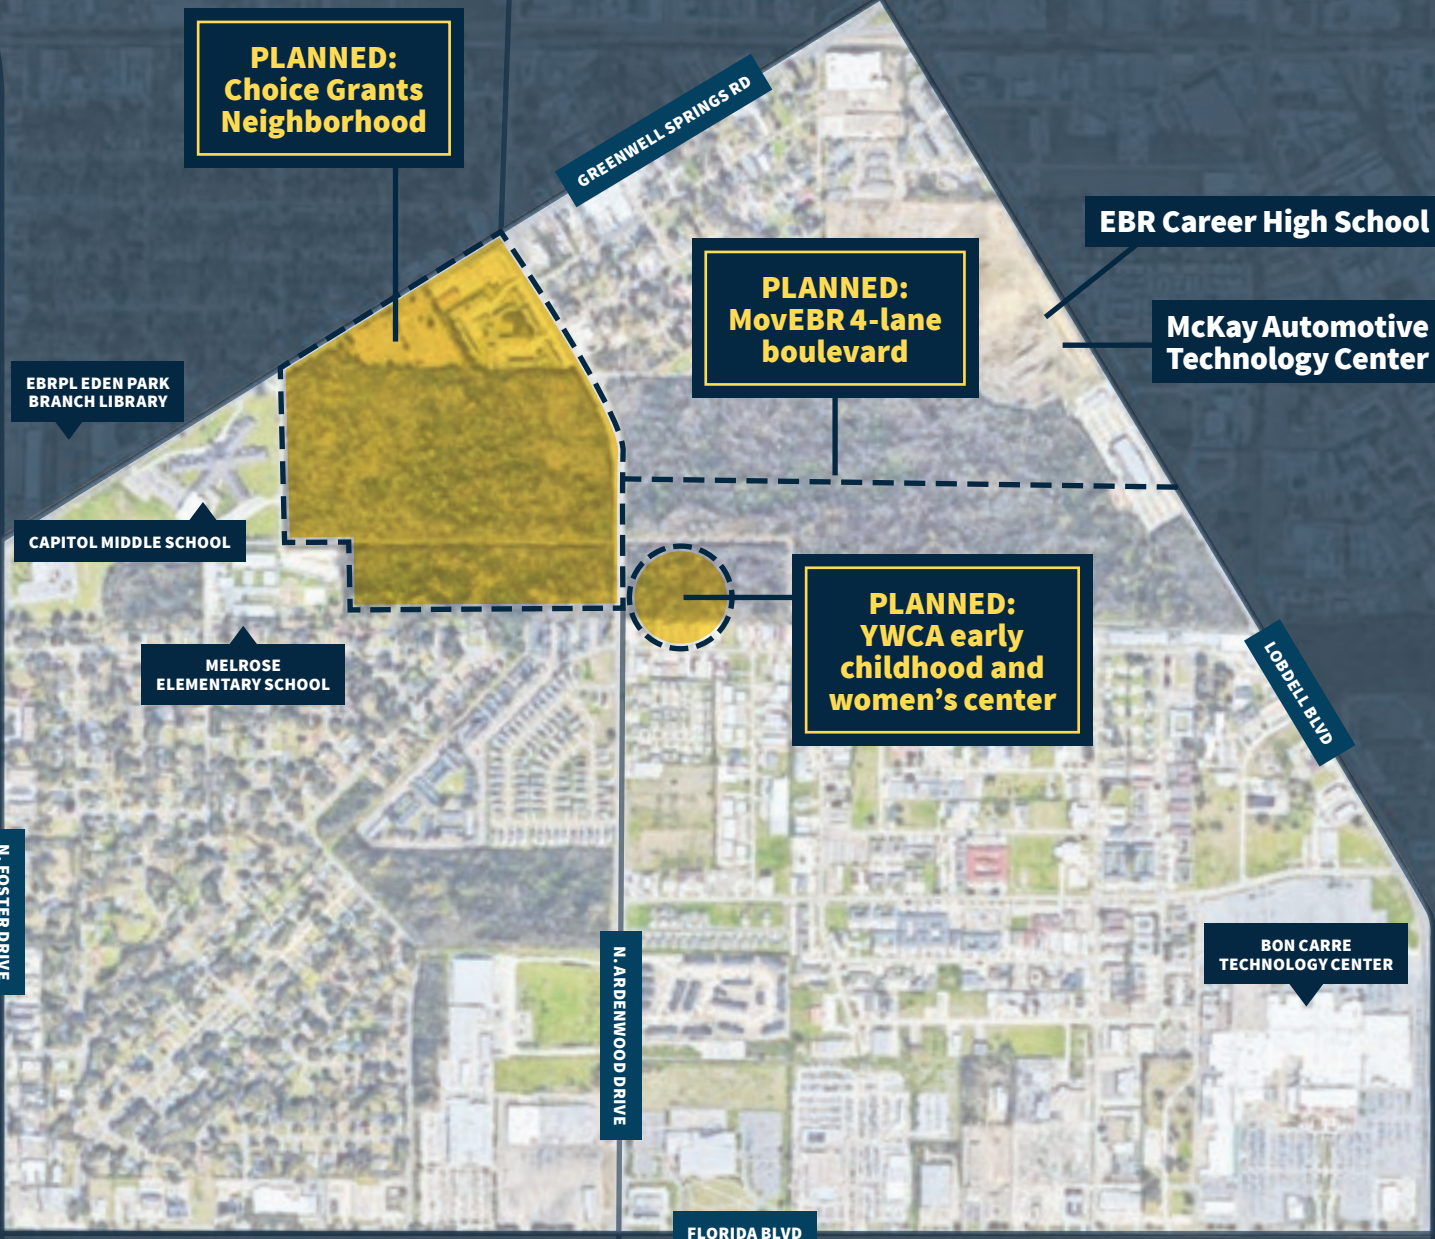 PLANNED:
Choice Grants
Neighborhood
GREENWELL SPRINGS RD
EBR Career High School
PLANNED:
MovEBR 4-lane
boulevard
McKay Automotive
Technology Center
EBRPL EDEN PARK
BRANCH LIBRARY
CAPITOL MIDDLE SCHOOL
PLANNED:
YWCA early
childhood and
women’s center
MELROSE
ELEMENTARY SCHOOL
LOBDELL BLVD
N. FOSTER DRIVE
N. ARDENWOOD DRIVE
BON CARRE
TECHNOLOGY CENTER
FLORIDA BLVD